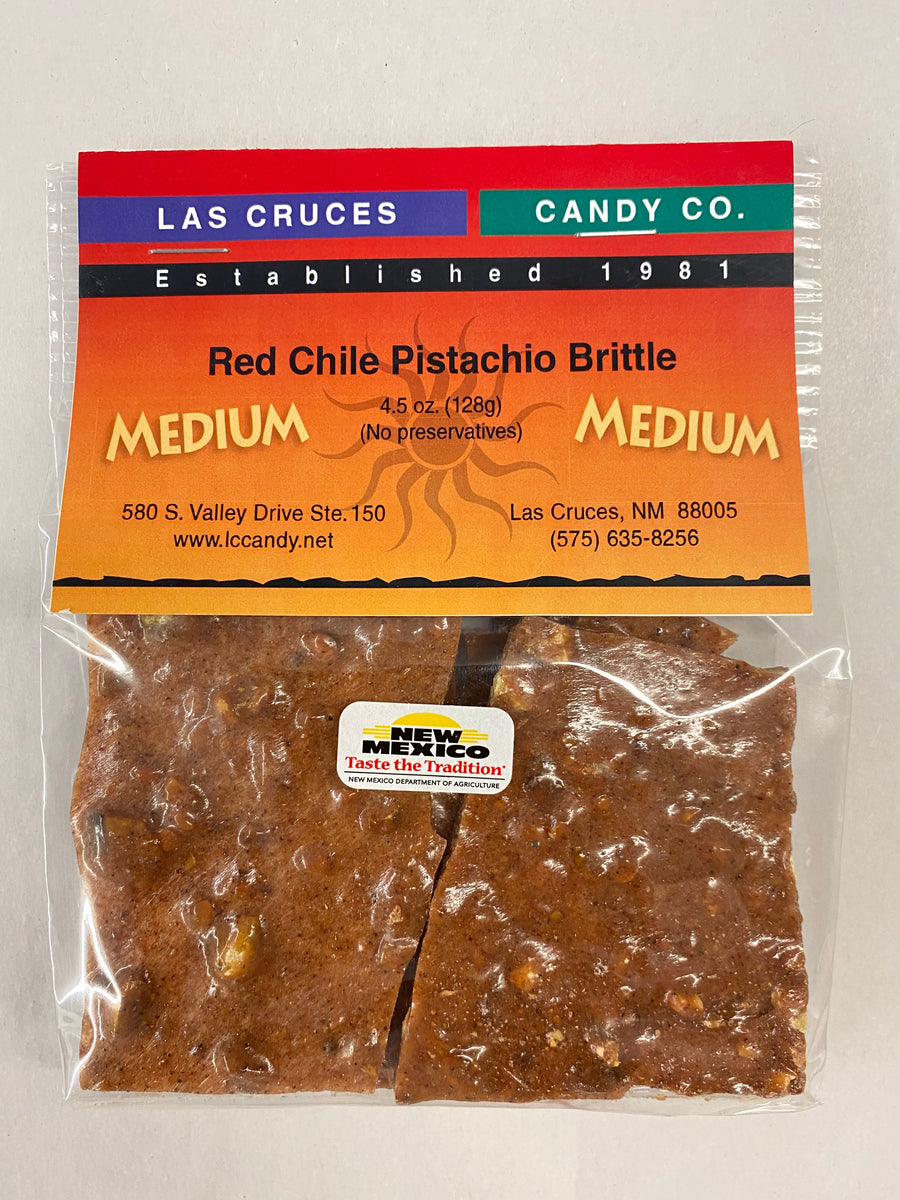 LAS CRUCES CANDY CO.
Established 1981
Red Chile Pistachio Brittle
4.5 oz. (128g)
MEDIUM (No preservatives) MEDIUM
580 S. Valley Drive Ste. 150 Las Cruces, NM 88005
www.lccandy.net (575) 635-8256
NEW
MEXICO
Taste the Tradition®
NEW MEXICO DEPARTMENT OF AGRICULTURE